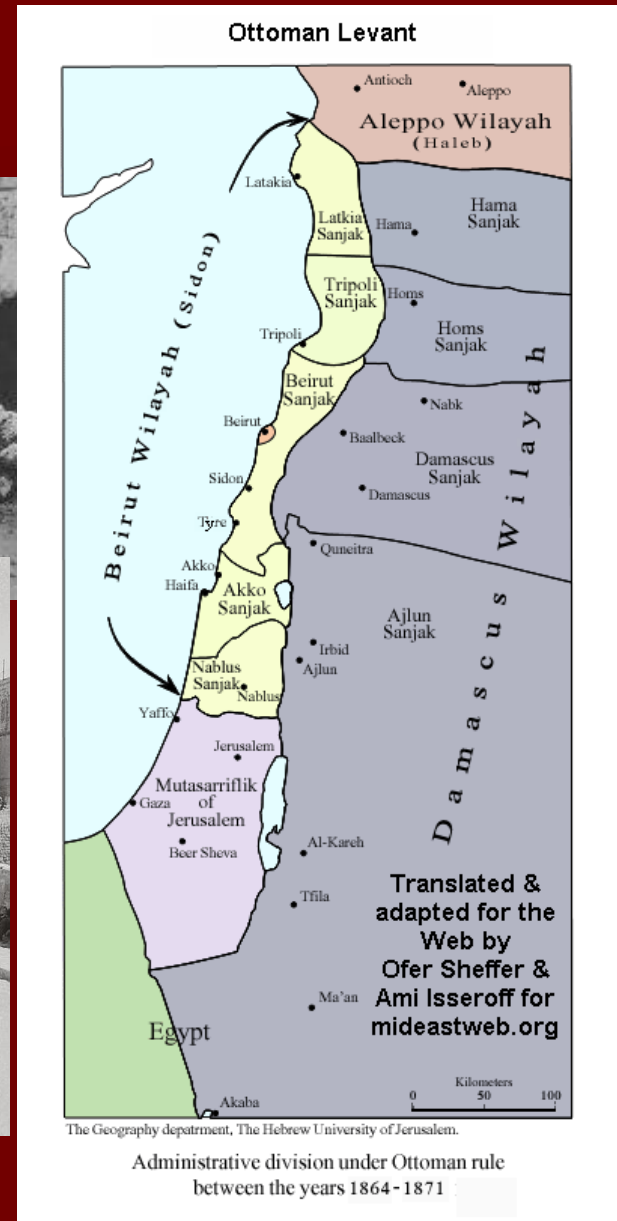 Ottoman Levant
Antioch
Aleppo
Aleppo Wilayah
(Haleb)
Latakia
Latkia
Sanjak
Hama
Hama
Sanjak
Tripoli
Sanjak
Homs
Homs
Sanjak
Tripoli
Beirut
Sanjak
Nabk
Beirut
Baalbeck
Damascus
Sanjak
Sidon
Damascus
Tyre
Quneitra
Akko
Haifa
Akko
Sanjak
Ajlun
Sanjak
Irbid
Ajlun
Nablus
Sanjak
Nablus
Yaffo
Jerusalem
Mutasarriflik
of
Jerusalem
Gaza
Beer Sheva
Al-Kareh
Tfila
Ma'an
Egypt
Akaba
Beirut Wilayah (Sidon)
Damascus Wilayah
Translated &
adapted for the
Web by
Ofer Sheffer &
Ami Isseroff for
mideastweb.org
Kilometers
0 50 100
The Geography depatrment, The Hebrew University of Jerusalem.
Administrative division under Ottoman rule
between the years 1864-1871